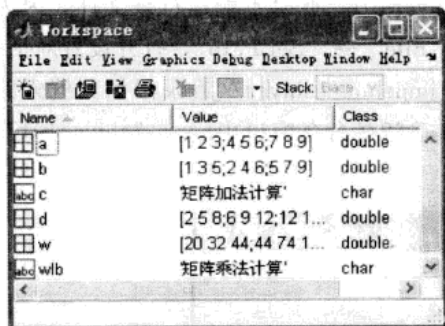 Workspace
File Edit View Graphics Debug Desktop Window Help
Stack: Base
Name Value Class
a [1 2 3;4 5 6;7 8 9] double
b [1 3 5;2 4 6;5 7 9] double
abc c '矩阵加法计算' char
d [2 5 8;6 9 12;12 1... double
w [20 32 44;44 74 1... double
abc wlb '矩阵乘法计算' char